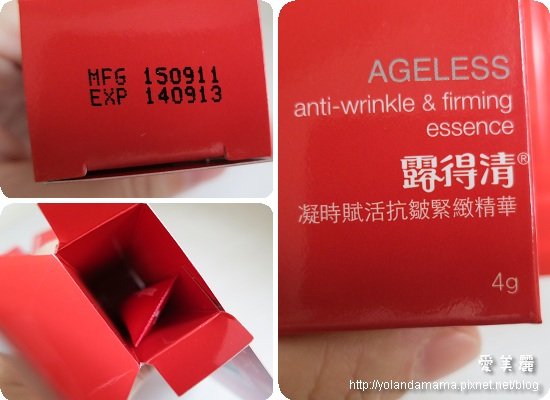 MFG 150911
EXP 140913
AGELESS
anti-wrinkle & firming
essence
露得清®
凝時賦活抗皺緊緻精華
4g
愛美麗
http://yolandamama.pixnet.net/blog